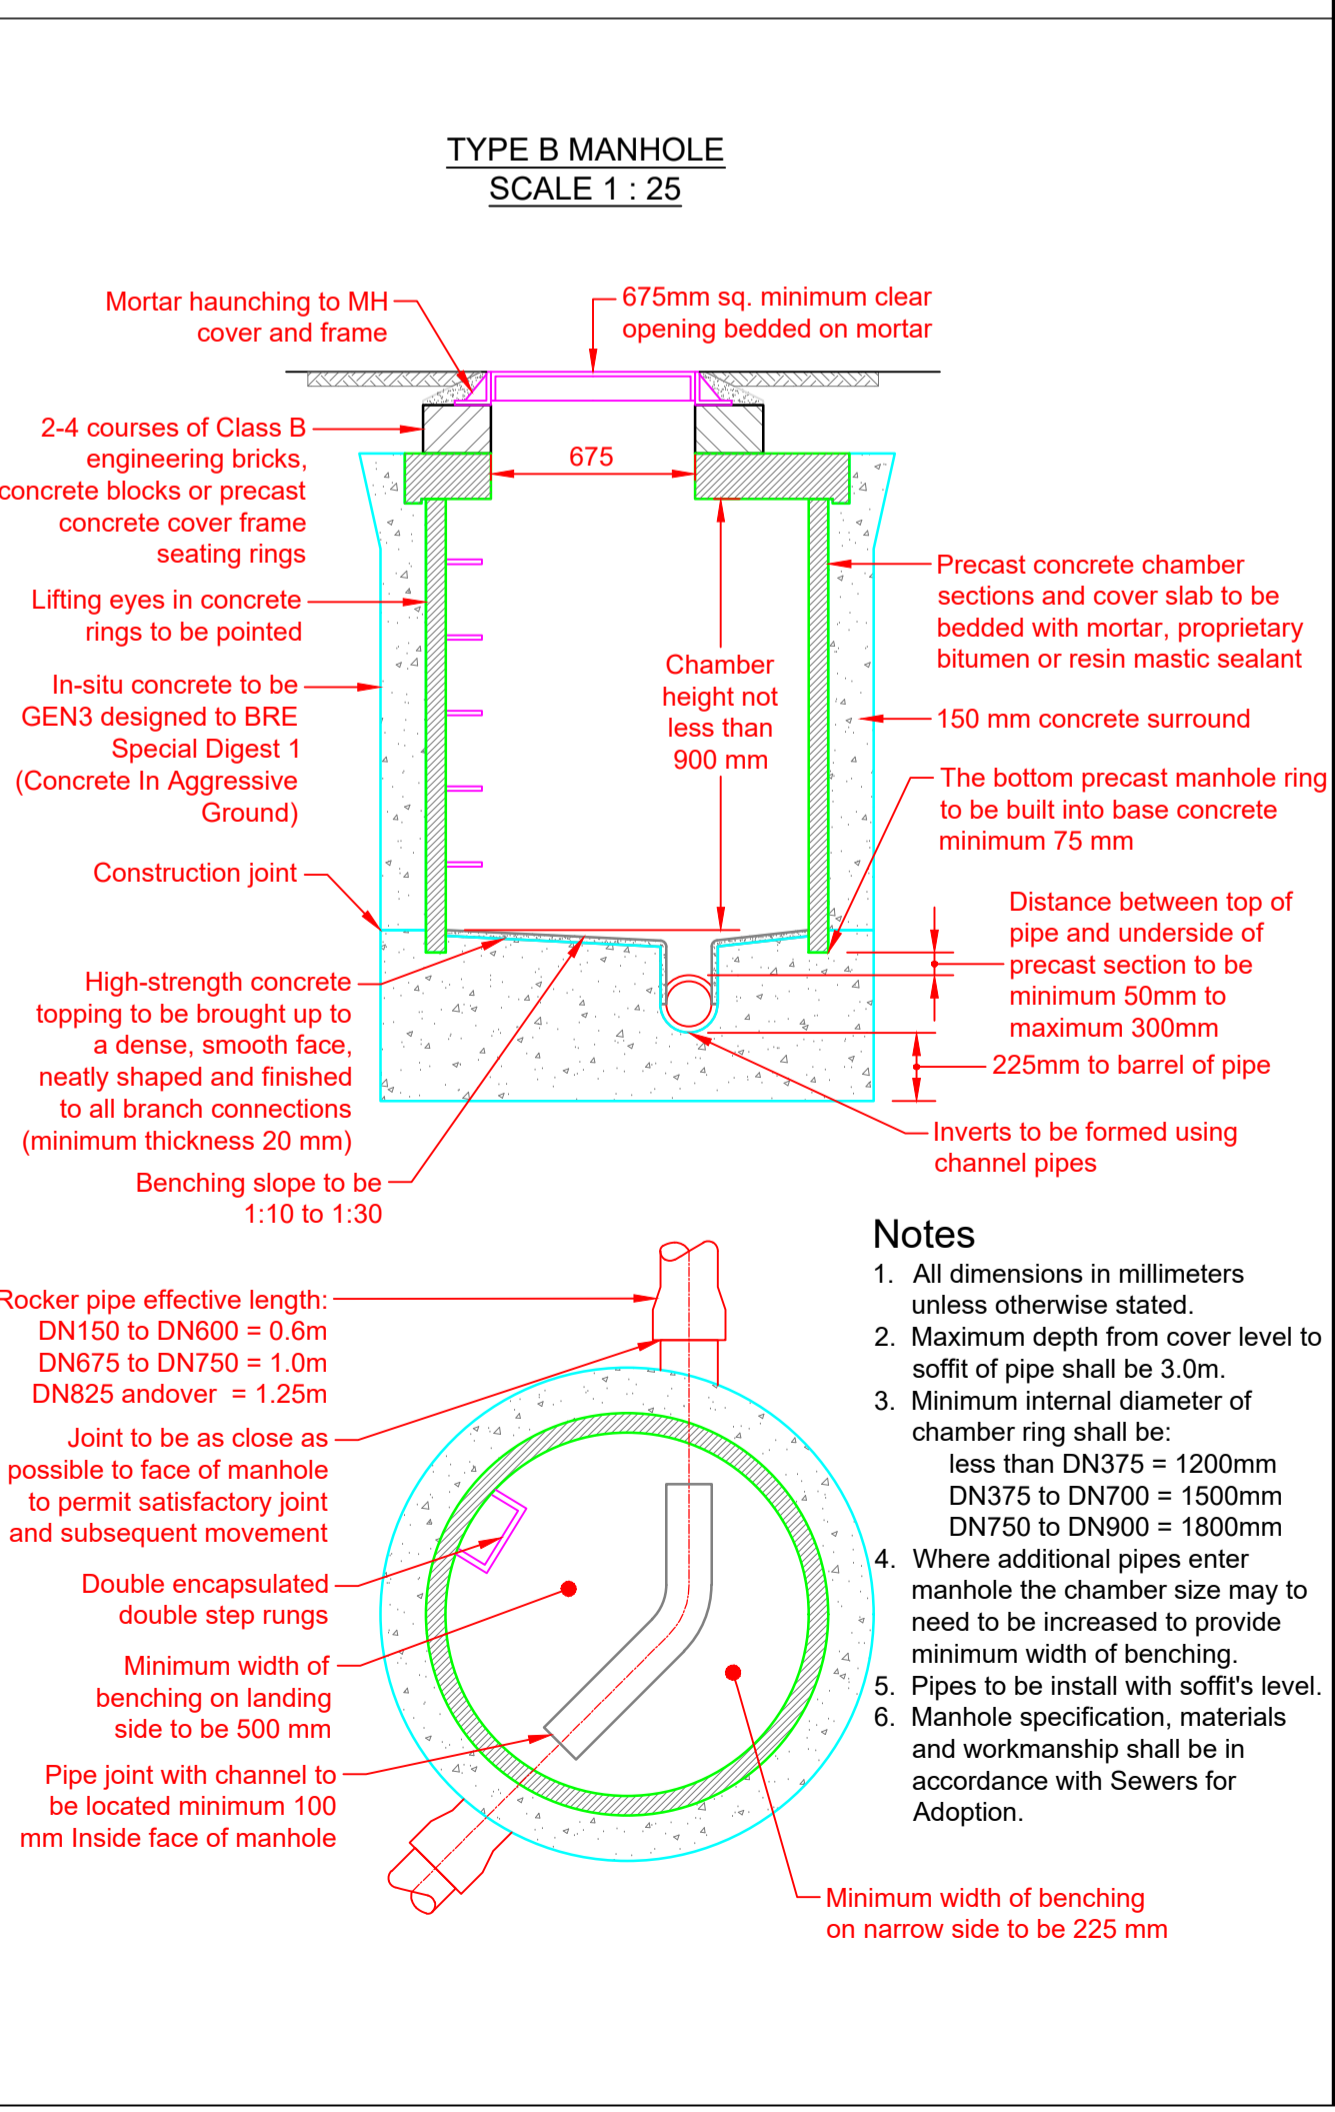 TYPE B MANHOLE
SCALE 1 : 25
Mortar haunching to MH
cover and frame
675mm sq. minimum clear
opening bedded on mortar
2-4 courses of Class B
engineering bricks,
concrete blocks or precast
concrete cover frame
seating rings
675
Lifting eyes in concrete
rings to be pointed
In-situ concrete to be
GEN3 designed to BRE
Special Digest 1
(Concrete In Aggressive
Ground)
Construction joint
Chamber
height not
less than
900 mm
Precast concrete chamber
sections and cover slab to be
bedded with mortar, proprietary
bitumen or resin mastic sealant
150 mm concrete surround
The bottom precast manhole ring
to be built into base concrete
minimum 75 mm
Distance between top of
pipe and underside of
precast section to be
minimum 50mm to
maximum 300mm
225mm to barrel of pipe
Inverts to be formed using
channel pipes
High-strength concrete
topping to be brought up to
a dense, smooth face,
neatly shaped and finished
to all branch connections
(minimum thickness 20 mm)
Benching slope to be
1:10 to 1:30
Rocker pipe effective length:
DN150 to DN600 = 0.6m
DN675 to DN750 = 1.0m
DN825 andover = 1.25m
Joint to be as close as
possible to face of manhole
to permit satisfactory joint
and subsequent movement
Double encapsulated
double step rungs
Minimum width of
benching on landing
side to be 500 mm
Pipe joint with channel to
be located minimum 100
mm Inside face of manhole
Minimum width of benching
on narrow side to be 225 mm
Notes
1. All dimensions in millimeters
unless otherwise stated.
2. Maximum depth from cover level to
soffit of pipe shall be 3.0m.
3. Minimum internal diameter of
chamber ring shall be:
less than DN375 = 1200mm
DN375 to DN700 = 1500mm
DN750 to DN900 = 1800mm
4. Where additional pipes enter
manhole the chamber size may to
need to be increased to provide
minimum width of benching.
5. Pipes to be install with soffit's level.
6. Manhole specification, materials
and workmanship shall be in
accordance with Sewers for
Adoption.